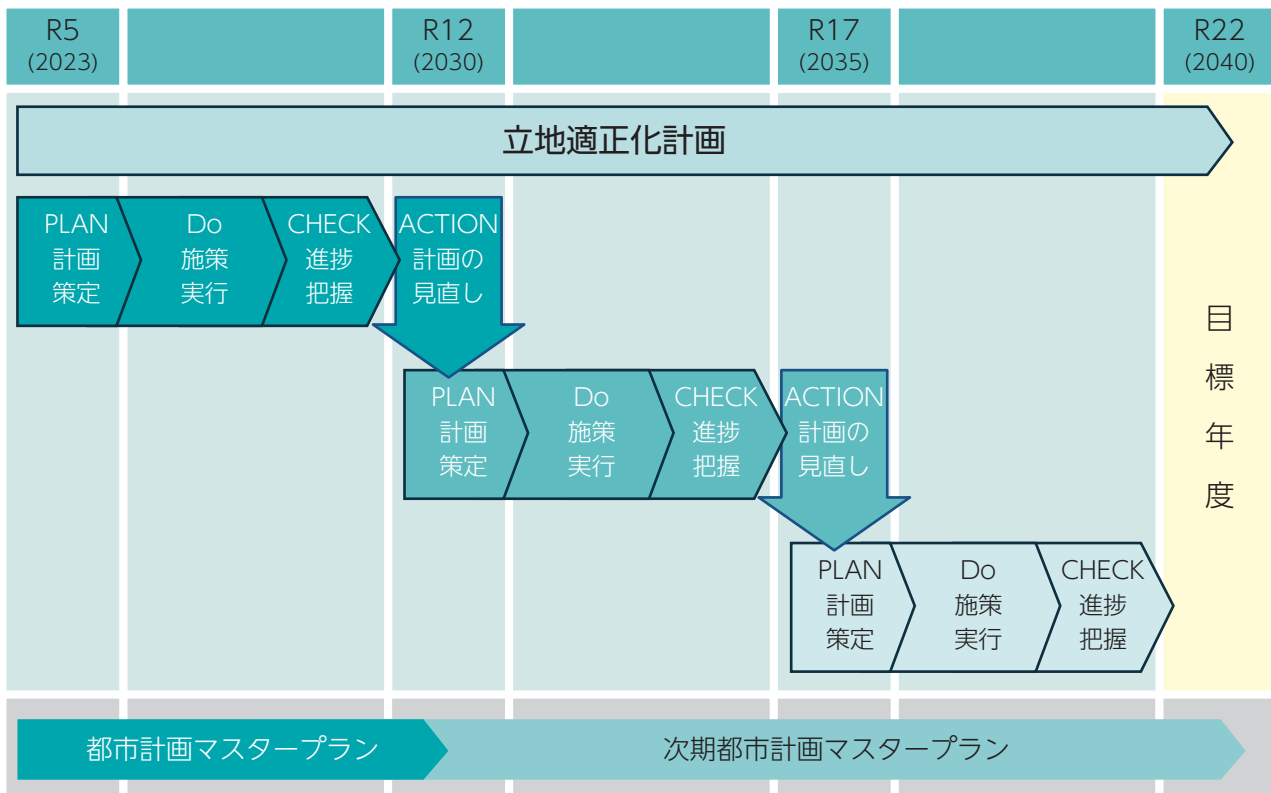 R5
(2023)
R12
(2030)
R17
(2035)
R22
(2040)
立地適正化計画
PLAN
計画
策定
Do
施策
実行
CHECK
進捗
把握
ACTION
計画の
見直し
PLAN
計画
策定
Do
施策
実行
CHECK
進捗
把握
ACTION
計画の
見直し
PLAN
計画
策定
Do
施策
実行
CHECK
進捗
把握
目標年度
都市計画マスタープラン
次期都市計画マスタープラン